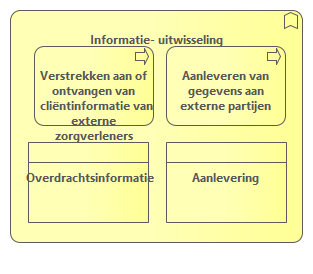 Informatie- uitwisseling
Verstrekken aan of
ontvangen van
cliëntinformatie van
externe
zorgverleners
Aanleveren van
gegevens aan
externe partijen
Overdrachtsinformatie
Aanlevering